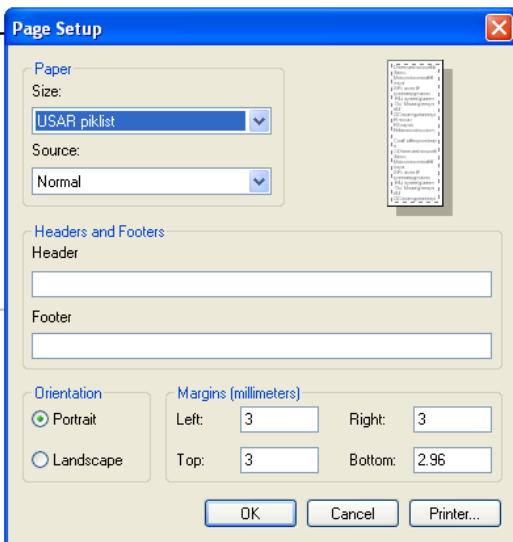 Page Setup
Paper
Size:
USAR piklist
Source:
Normal
Headers and Footers
Header
Footer
Orientation
Portrait
Landscape
Margins (millimeters)
Left: 3 Right: 3
Top: 3 Bottom: 2.96
OK Cancel Printer...